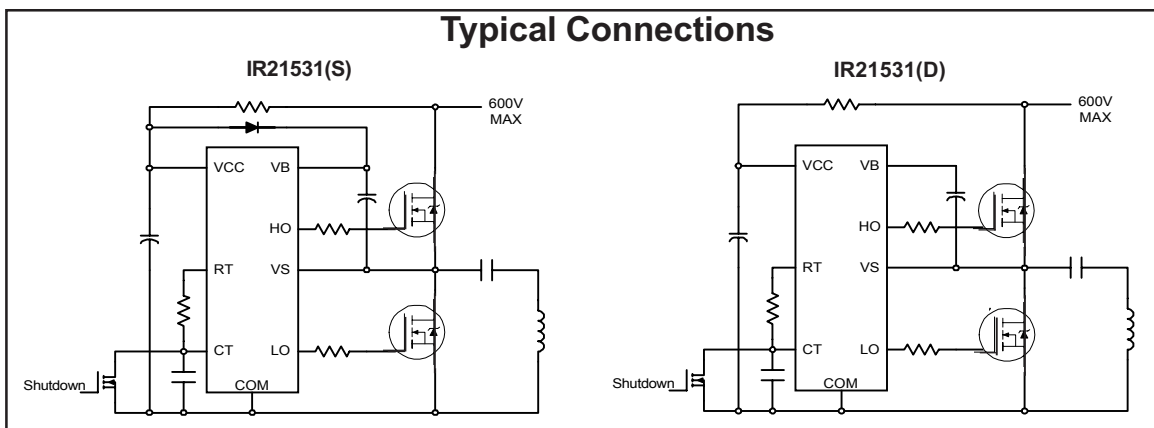 Typical Connections
IR21531(S)
600V
MAX
VCC
VB
HO
RT
VS
CT
LO
COM
Shutdown
IR21531(D)
600V
MAX
VCC
VB
HO
RT
VS
CT
LO
COM
Shutdown